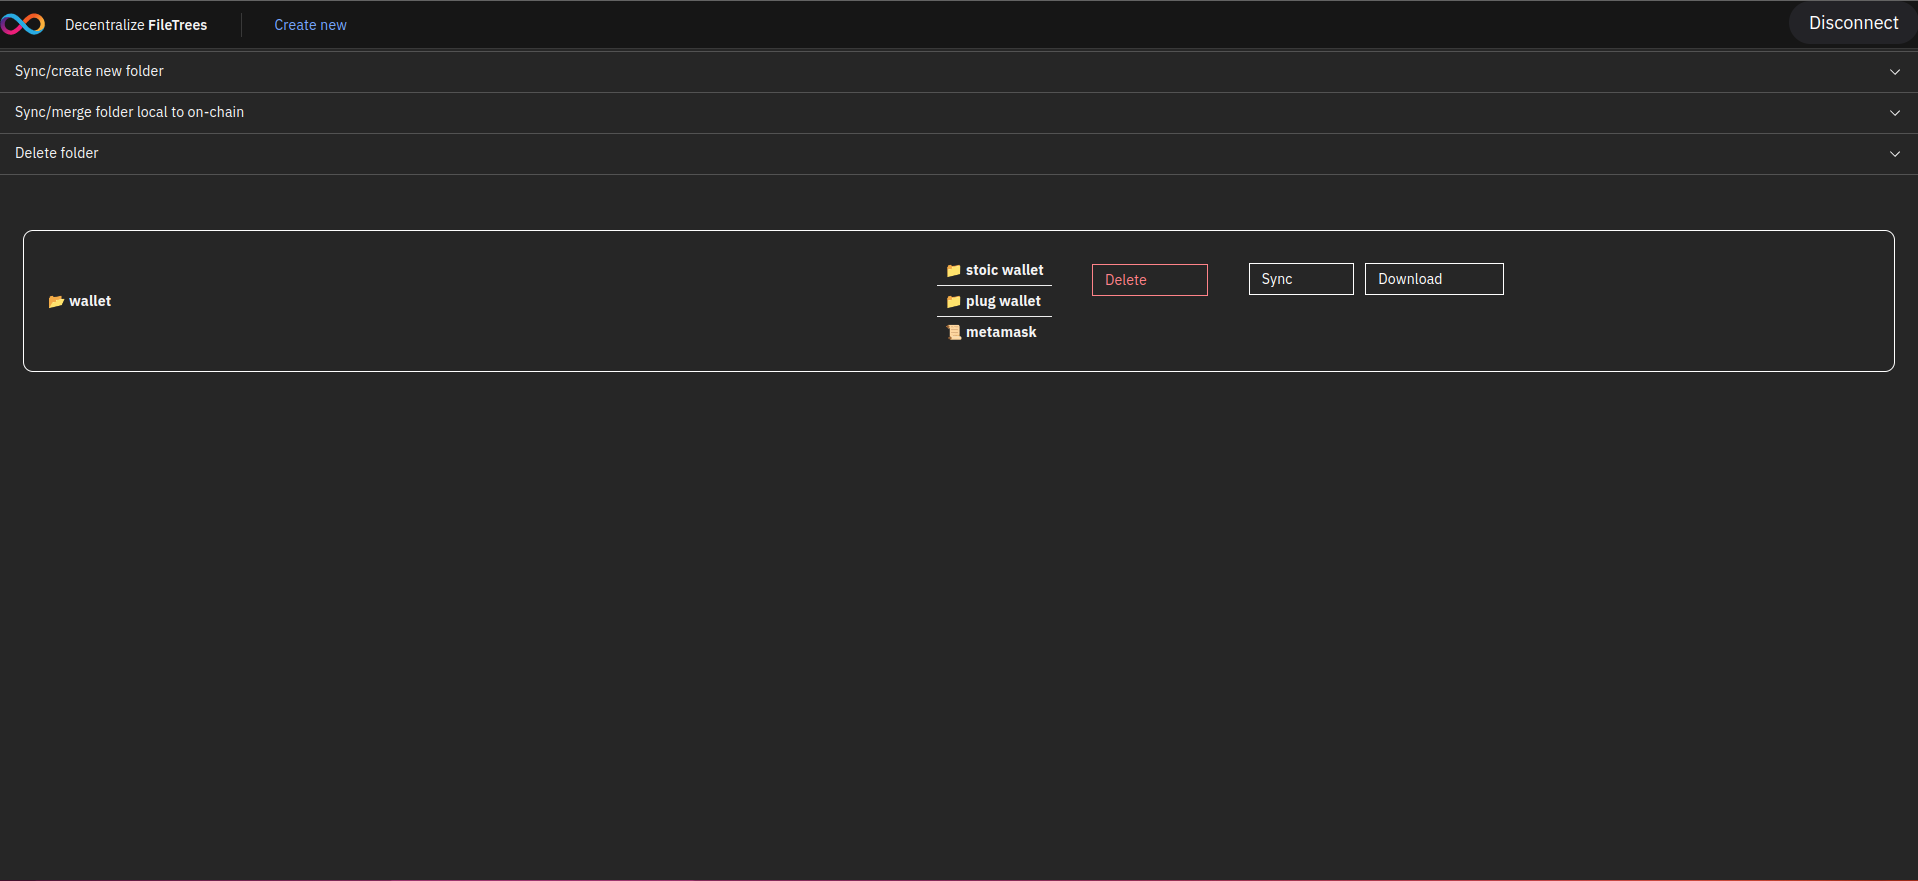 Decentralize FileTrees
Create new
Disconnect
Sync/create new folder
Sync/merge folder local to on-chain
Delete folder
wallet
stoic wallet
plug wallet
metamask
Delete
Sync
Download